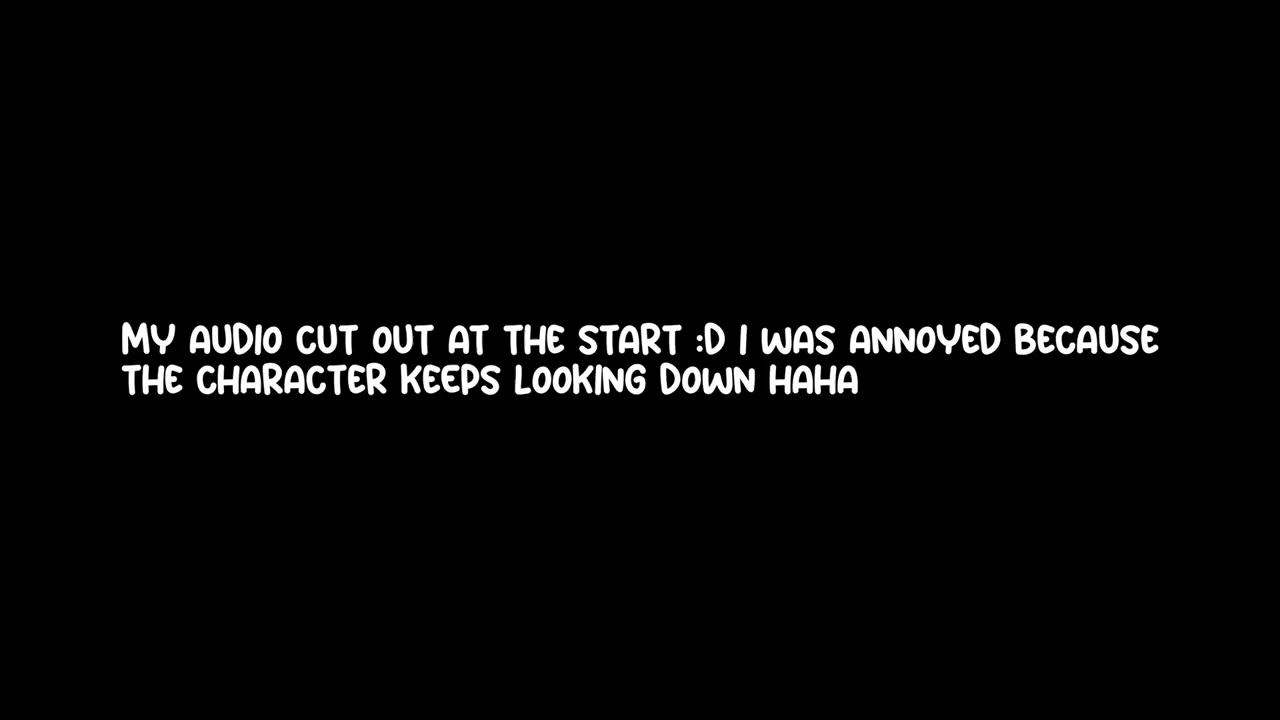 MY AUDIO CUT OUT AT THE START :D I WAS ANNOYED BECAUSE
THE CHARACTER KEEPS LOOKING DOWN HAHA